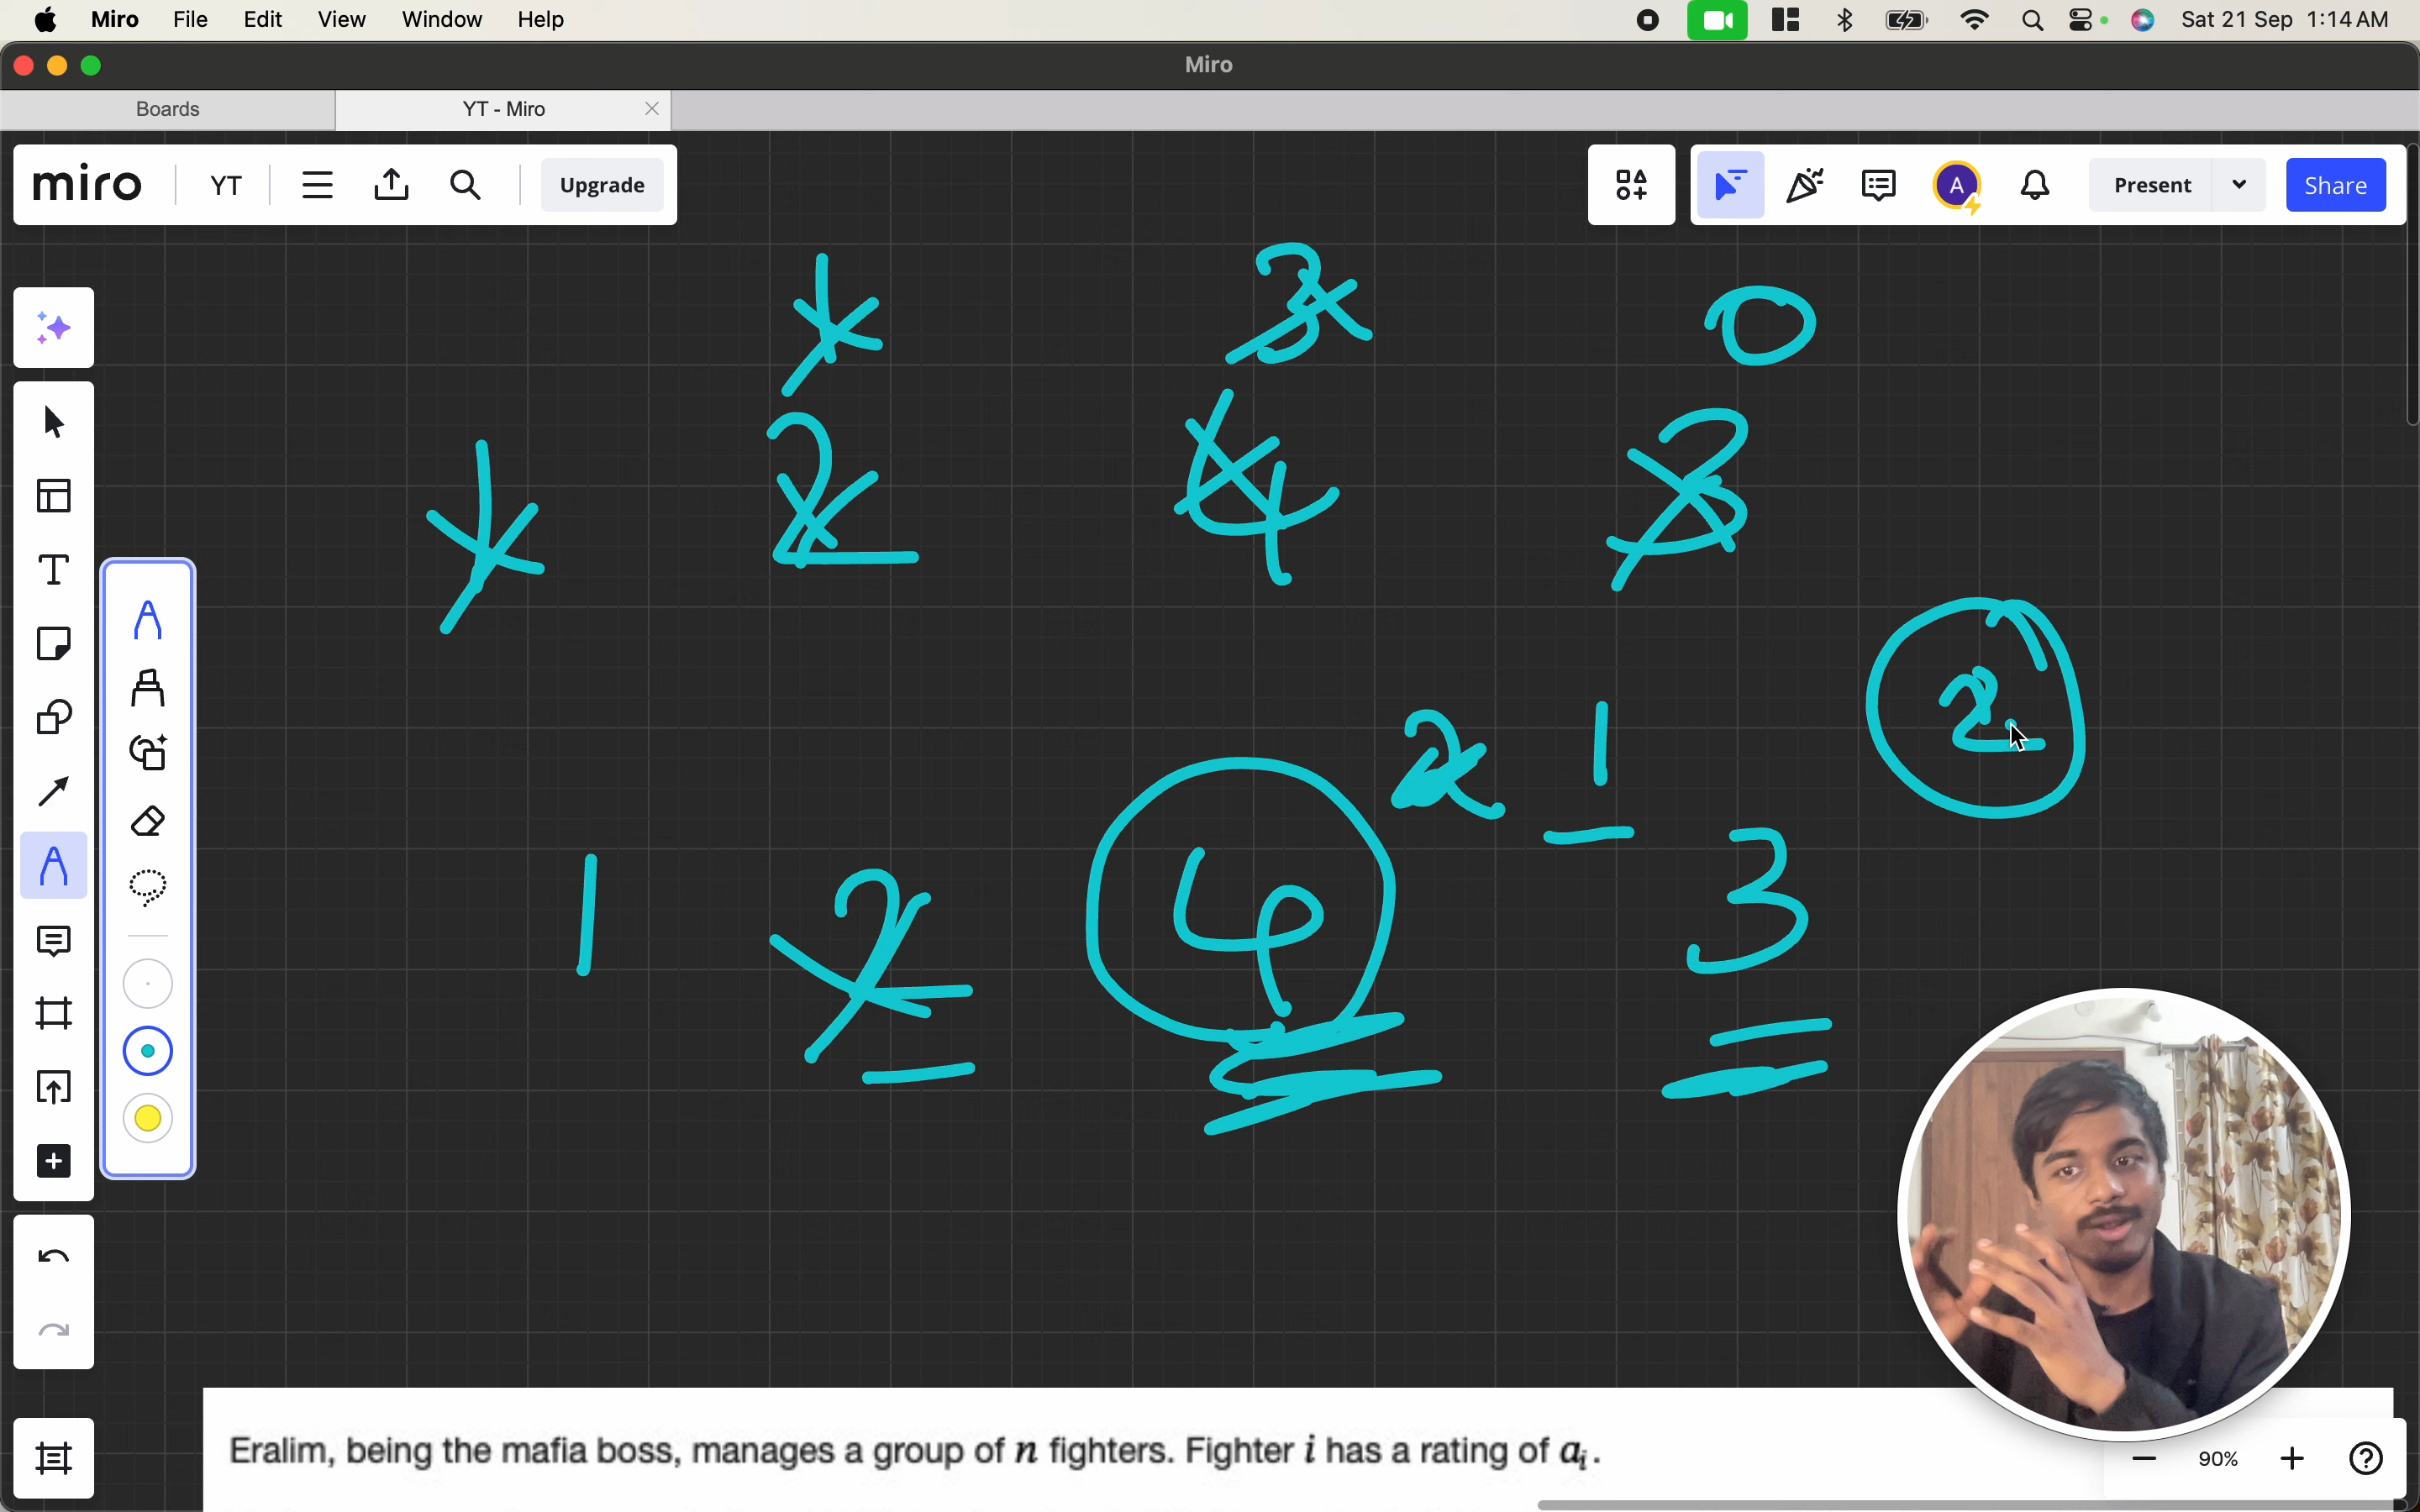 Miro File Edit View Window Help Sat 21 Sep 1:14 AM
Miro
Boards YT - Miro
miro YT Upgrade A Present Share
3 0
2 4 3
2
2 1
1 2 4 3
Eralim, being the mafia boss, manages a group of n fighters. Fighter i has a rating of aᵢ.
90%